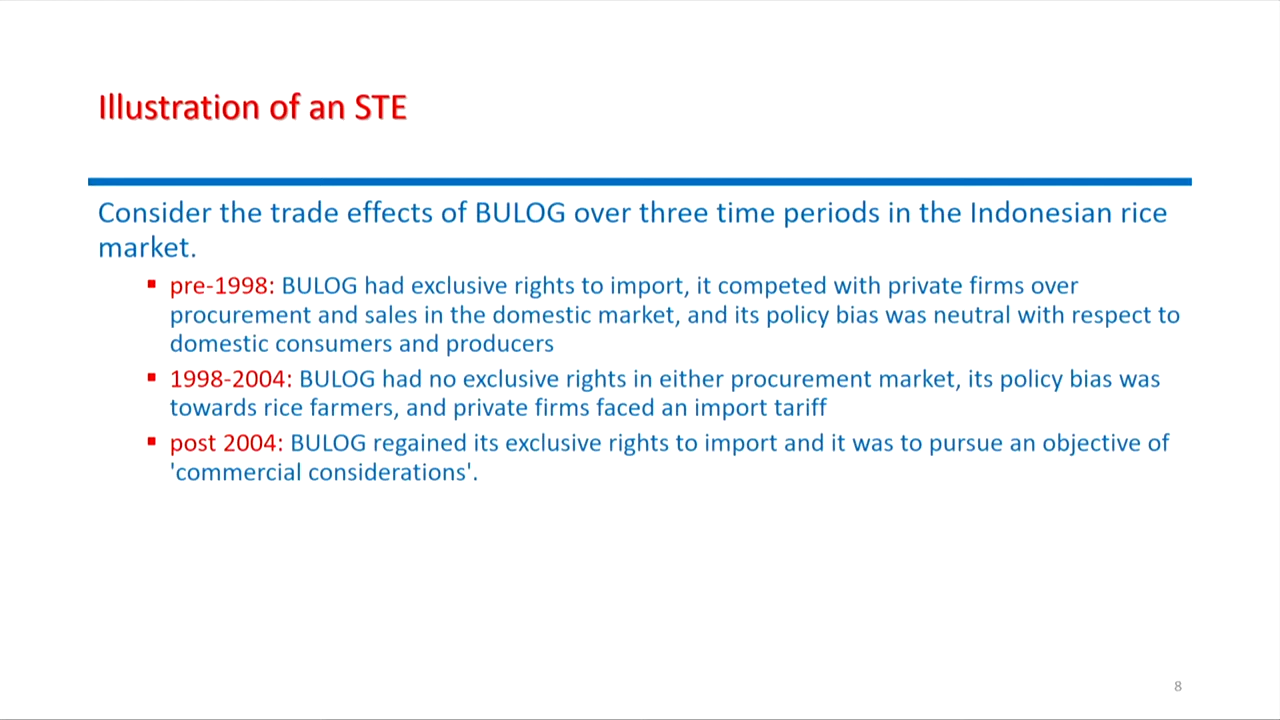 Illustration of an STE
Consider the trade effects of BULOG over three time periods in the Indonesian rice
market.
▪ pre-1998: BULOG had exclusive rights to import, it competed with private firms over
procurement and sales in the domestic market, and its policy bias was neutral with respect to
domestic consumers and producers
▪ 1998-2004: BULOG had no exclusive rights in either procurement market, its policy bias was
towards rice farmers, and private firms faced an import tariff
▪ post 2004: BULOG regained its exclusive rights to import and it was to pursue an objective of
'commercial considerations'.
8